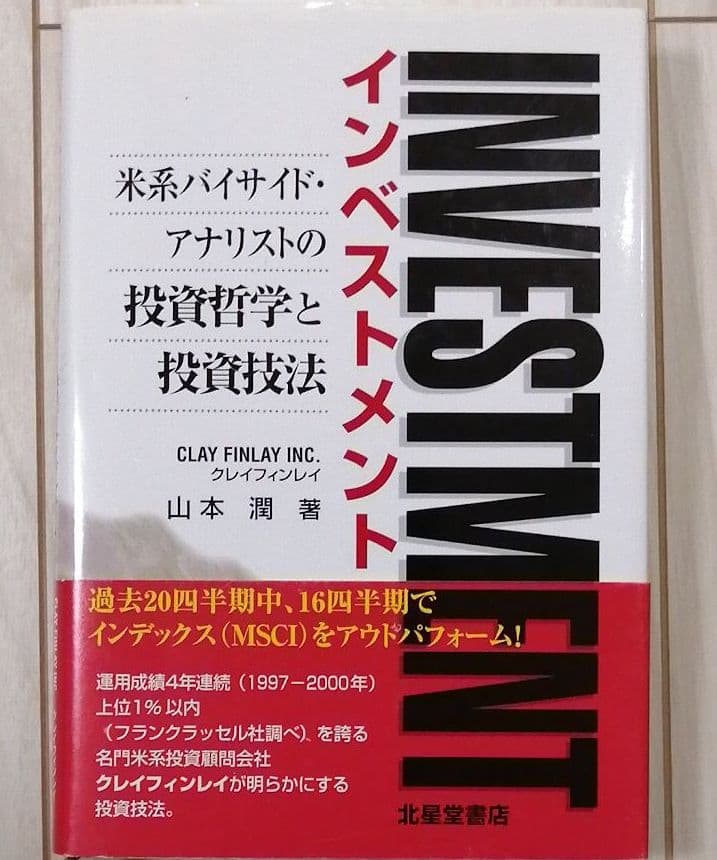 INVESTMENT
インベストメント
米系バイサイド・
アナリストの
投資哲学と
投資技法
CLAY FINLAY INC.
クレイフィンレイ
山本 潤 著
過去20四半期中、16四半期で
インデックス（MSCI）をアウトパフォーム！
運用成績4年連続（1997－2000年）
上位1％以内
《フランクラッセル社調べ》を誇る
名門米系投資顧問会社
クレイフィンレイが明らかにする
投資技法。
北星堂書店
CLAY FINLAY INC.